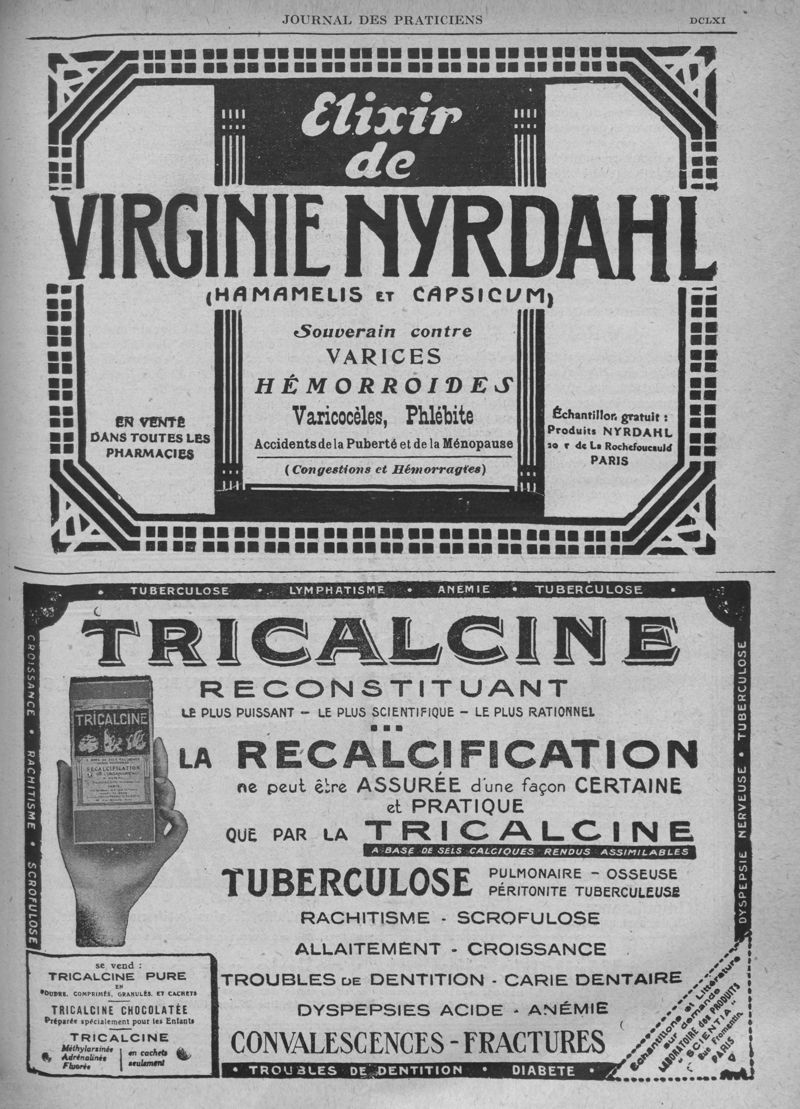 JOURNAL DES PRATICIENS
DCLXI
Elixir
de
VIRGINIE NYRDAHL
(HAMAMELIS ET CAPSICUM)
Souverain contre
VARICES
HÉMORROÏDES
Varicocèles, Phlébite
Accidents de la Puberté et de la Ménopause
(Congestions et Hémorragies)
EN VENTE
DANS TOUTES LES
PHARMACIES
Échantillon gratuit :
Produits NYRDAHL
20 r de La Rochefoucauld
PARIS
TUBERCULOSE • LYMPHATISME • ANÉMIE • TUBERCULOSE
CROISSANCE • RACHITISME • SCROFULOSE
DYSPEPSIE NERVEUSE • TUBERCULOSE
TRICALCINE
RECONSTITUANT
LE PLUS PUISSANT – LE PLUS SCIENTIFIQUE – LE PLUS RATIONNEL
LA RECALCIFICATION
ne peut être ASSURÉE d'une façon CERTAINE
et PRATIQUE
QUE PAR LA TRICALCINE
A BASE DE SELS CALCIQUES RENDUS ASSIMILABLES
TRICALCINE
RECALCIFICATION
TUBERCULOSE PULMONAIRE – OSSEUSE
PÉRITONITE TUBERCULEUSE
RACHITISME - SCROFULOSE
ALLAITEMENT - CROISSANCE
TROUBLES DE DENTITION - CARIE DENTAIRE
DYSPEPSIES ACIDE - ANÉMIE
CONVALESCENCES - FRACTURES
se vend :
TRICALCINE PURE
EN
POUDRE, COMPRIMÉS, GRANULÉS, ET CACHETS
TRICALCINE CHOCOLATÉE
Préparée spécialement pour les Enfants
TRICALCINE
Méthylarsinée
Adrénalinée
Fluorée
en cachets
seulement
Échantillons et Littérature
sur demande
LABORATOIRE des PRODUITS
"SCIENTIA"
Rue Fromentin
PARIS
• TROUBLES DE DENTITION • DIABÈTE •